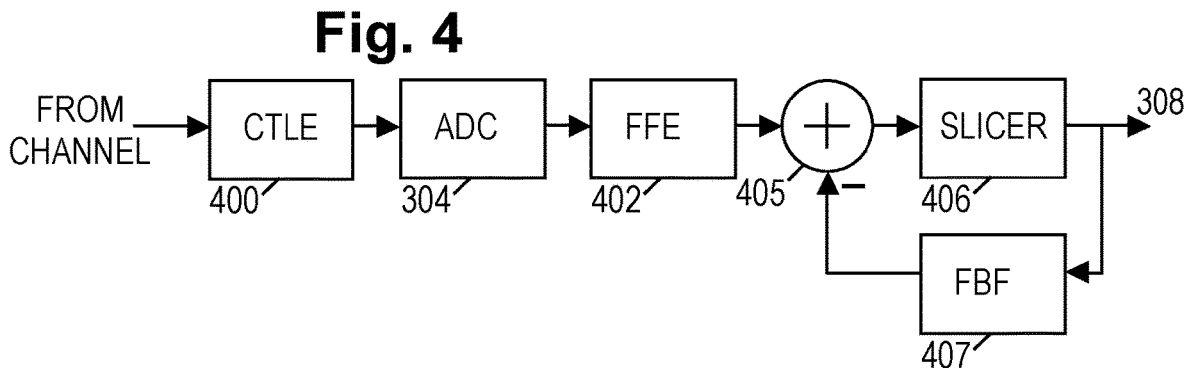 Fig. 4
FROM
CHANNEL
CTLE
400
ADC
304
FFE
402
+
405
−
SLICER
406
308
FBF
407